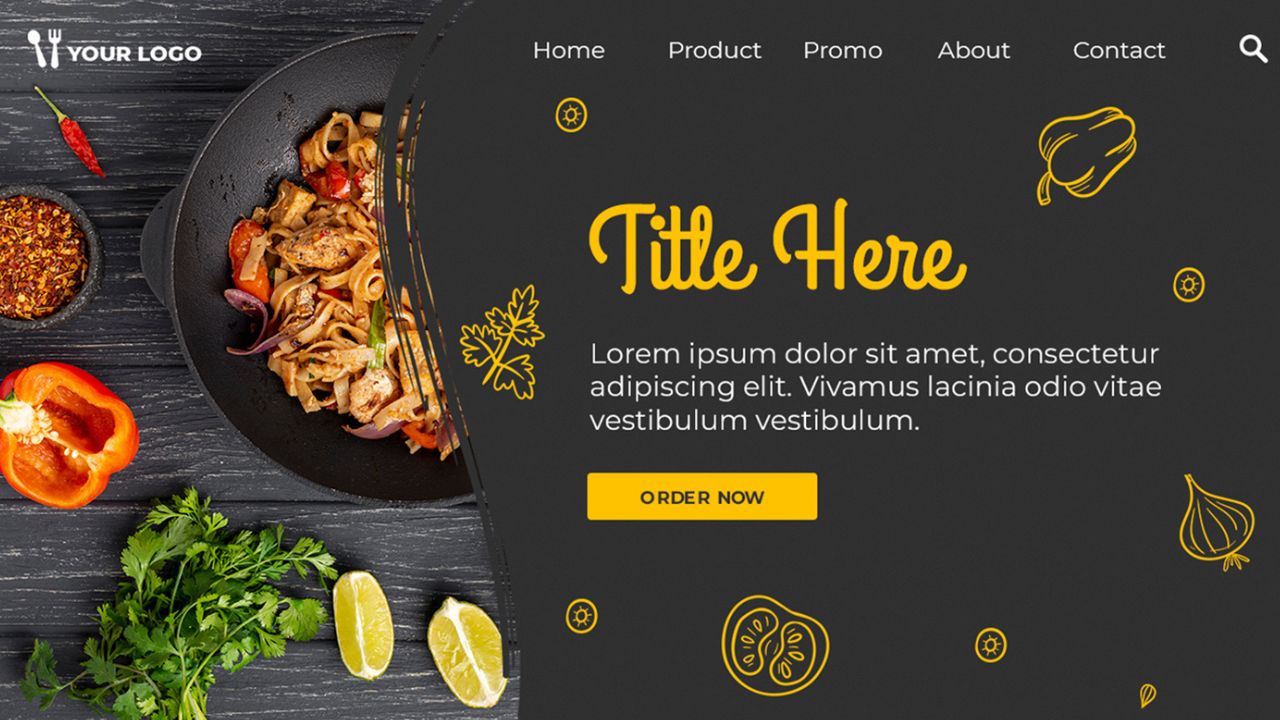 YOUR LOGO
Home Product Promo About Contact
Title Here
Lorem ipsum dolor sit amet, consectetur
adipiscing elit. Vivamus lacinia odio vitae
vestibulum vestibulum.
ORDER NOW